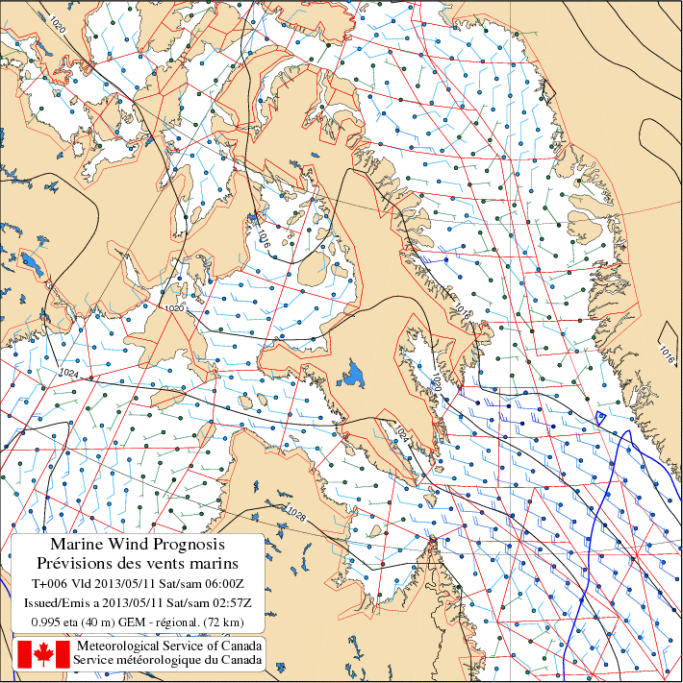 1020
1016
1016
1020
1016
1024
1020
1024
1028
Marine Wind Prognosis
Prévisions des vents marins
T+006 Vld 2013/05/11 Sat/sam 06:00Z
Issued/Emis a 2013/05/11 Sat/sam 02:57Z
0.995 eta (40 m) GEM - régional. (72 km)
Meteorological Service of Canada
Service météorologique du Canada